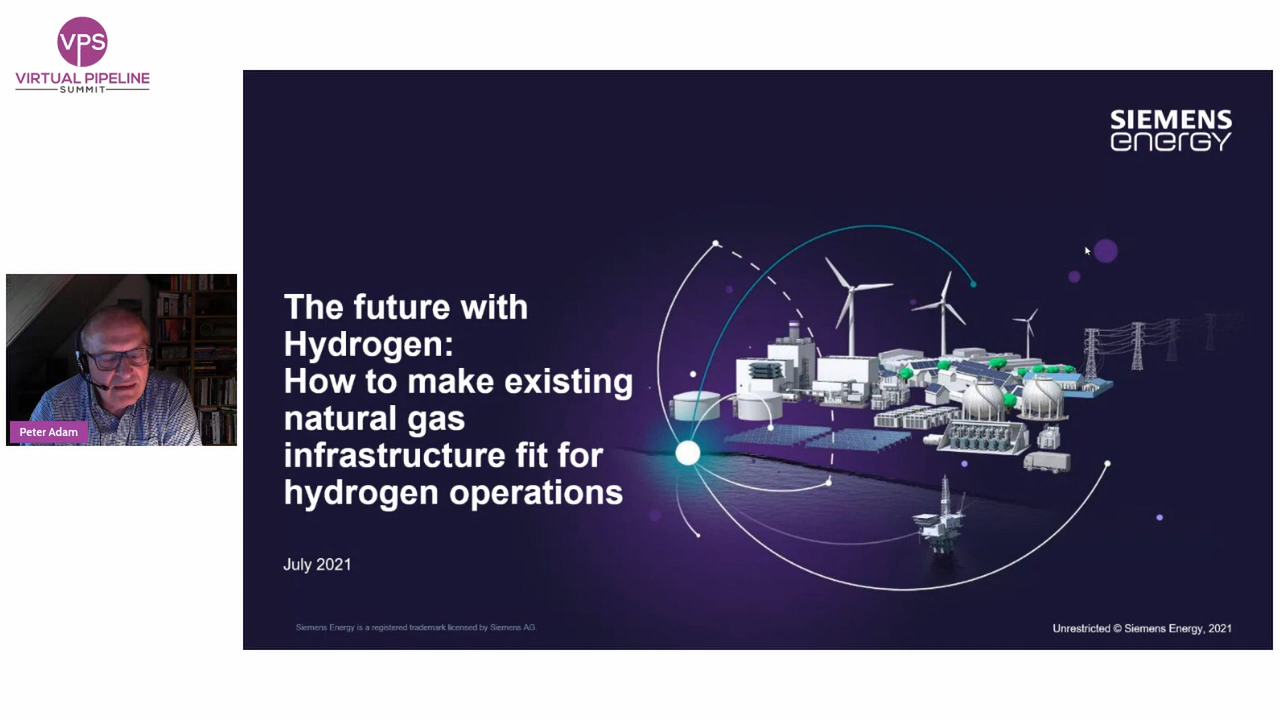 VPS
VIRTUAL PIPELINE
SUMMIT
SIEMENS
energy
The future with
Hydrogen:
How to make existing
natural gas
infrastructure fit for
hydrogen operations
Peter Adam
July 2021
Siemens Energy is a registered trademark licensed by Siemens AG.
Unrestricted © Siemens Energy, 2021